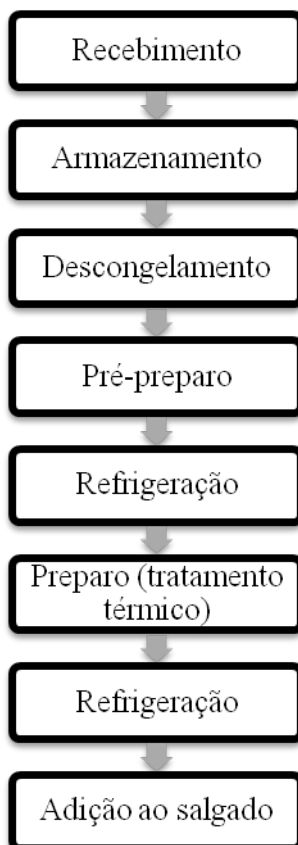 Recebimento
Armazenamento
Descongelamento
Pré-preparo
Refrigeração
Preparo (tratamento
térmico)
Refrigeração
Adição ao salgado